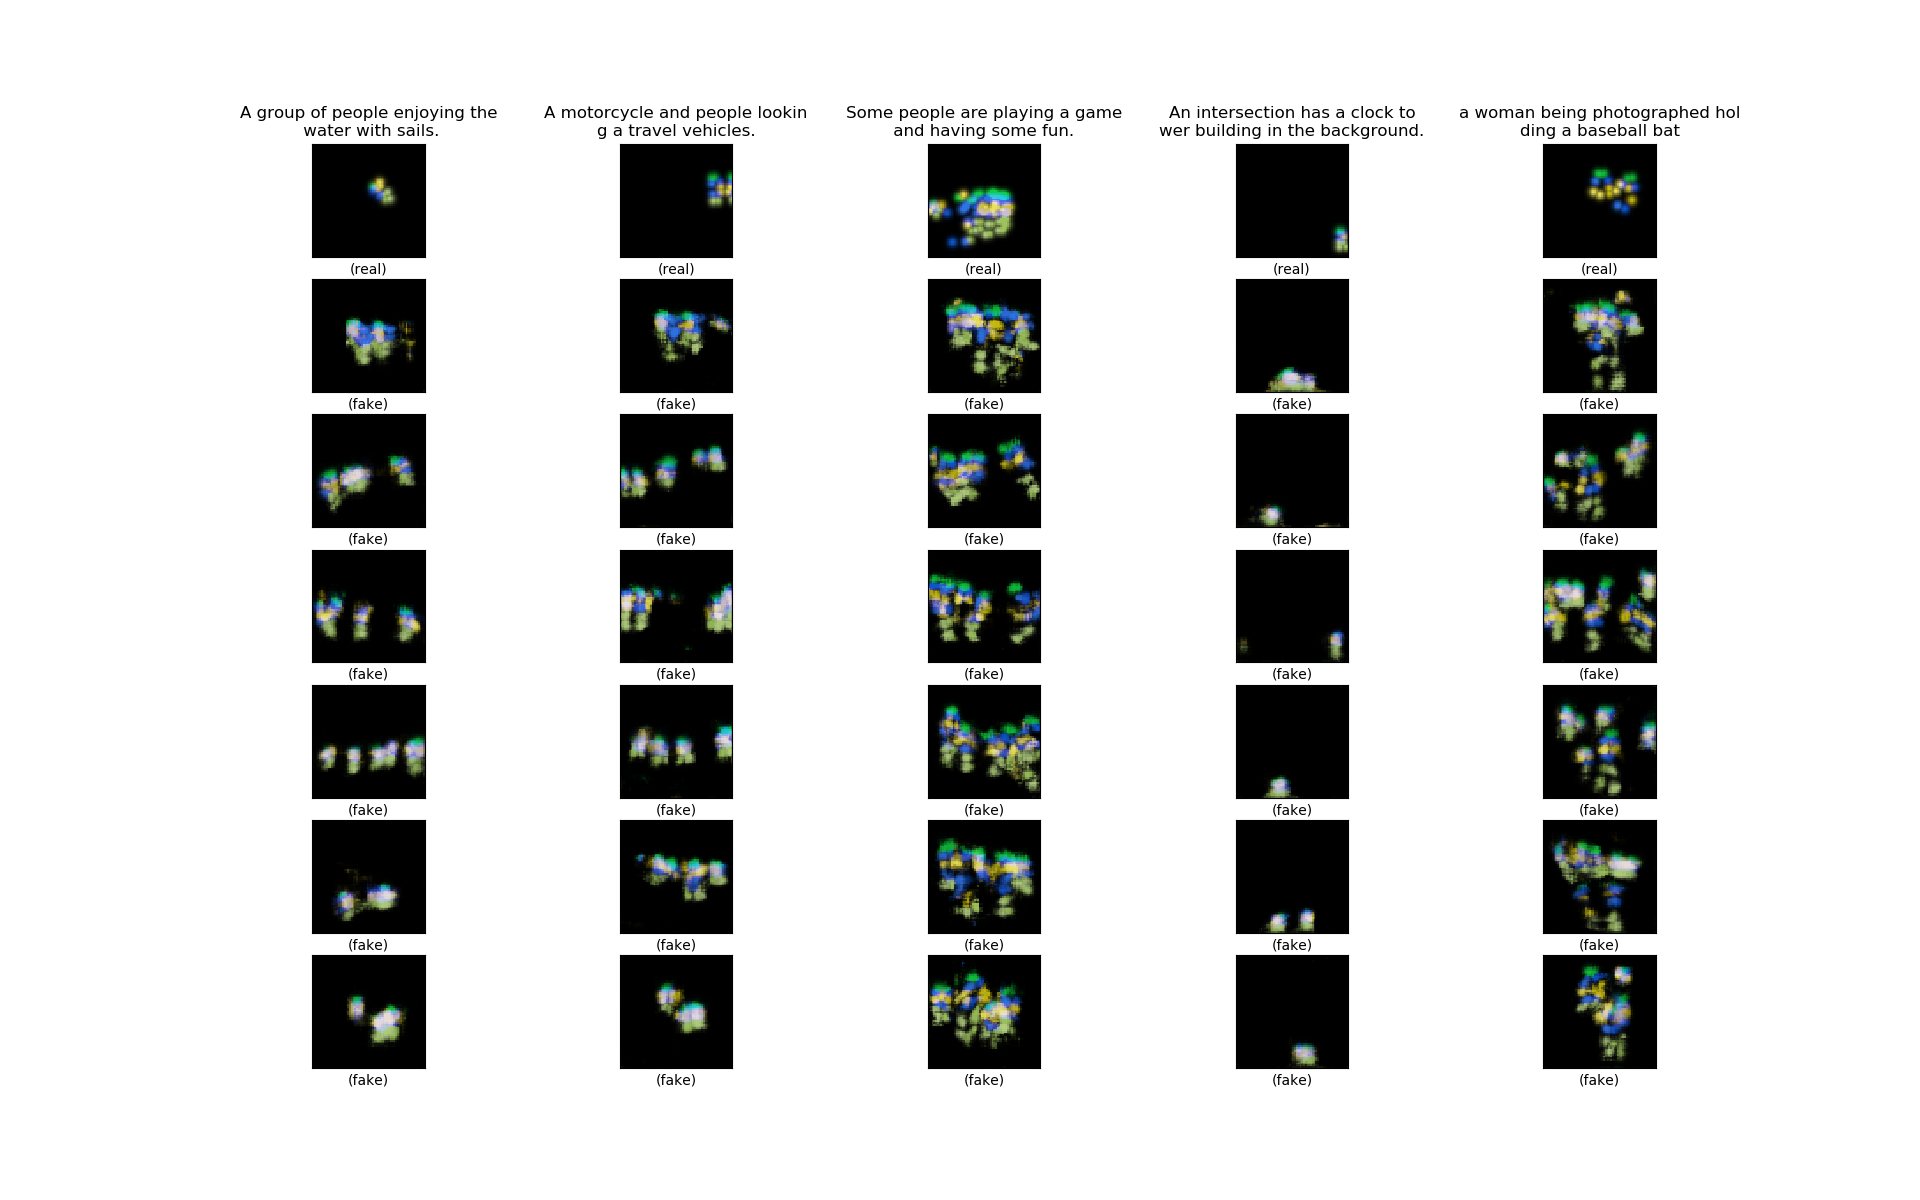 A group of people enjoying the
water with sails.
A motorcycle and people lookin
g a travel vehicles.
Some people are playing a game
and having some fun.
An intersection has a clock to
wer building in the background.
a woman being photographed hol
ding a baseball bat
(real) (real) (real) (real) (real)
(fake) (fake) (fake) (fake) (fake)
(fake) (fake) (fake) (fake) (fake)
(fake) (fake) (fake) (fake) (fake)
(fake) (fake) (fake) (fake) (fake)
(fake) (fake) (fake) (fake) (fake)
(fake) (fake) (fake) (fake) (fake)